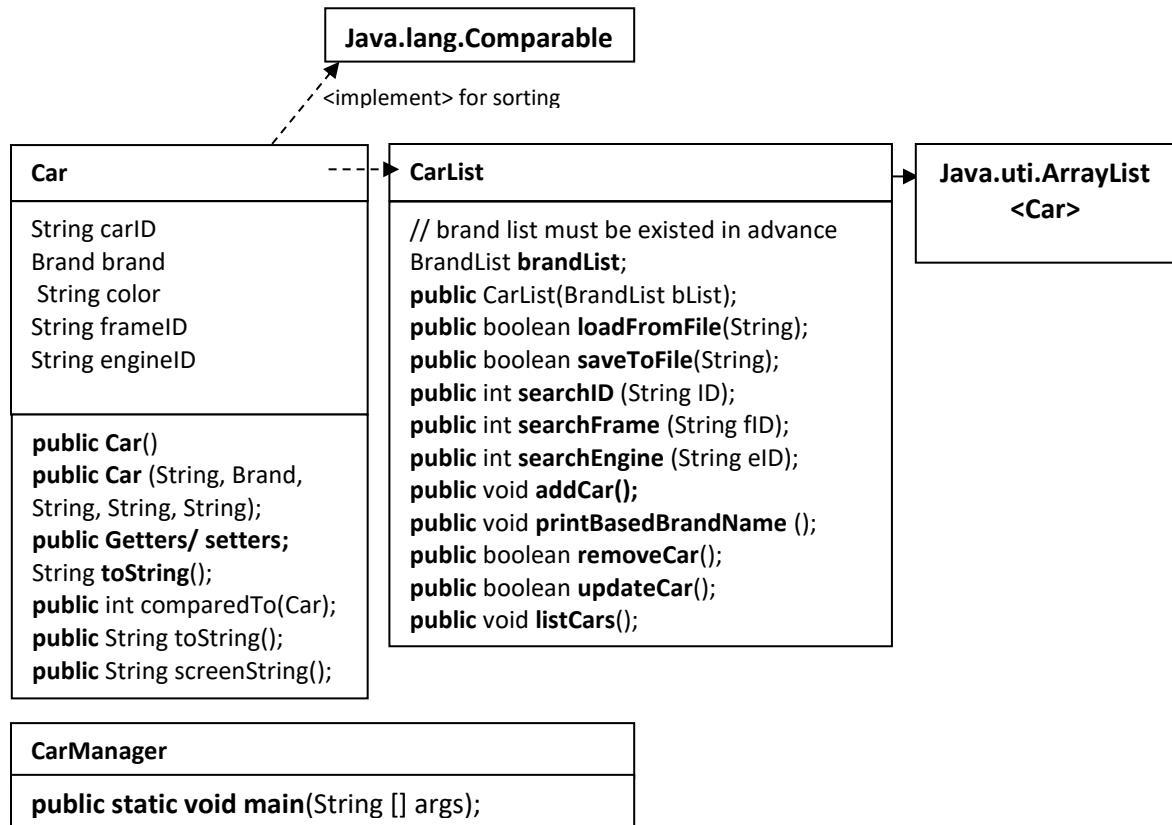 Java.lang.Comparable
<implement> for sorting
Car
String carID
Brand brand
String color
String frameID
String engineID
public Car()
public Car (String, Brand,
String, String, String);
public Getters/ setters;
String toString();
public int comparedTo(Car);
public String toString();
public String screenString();
CarList
// brand list must be existed in advance
BrandList brandList;
public CarList(BrandList bList);
public boolean loadFromFile(String);
public boolean saveToFile(String);
public int searchID (String ID);
public int searchFrame (String fID);
public int searchEngine (String eID);
public void addCar();
public void printBasedBrandName ();
public boolean removeCar();
public boolean updateCar();
public void listCars();
Java.uti.ArrayList
<Car>
CarManager
public static void main(String [] args);